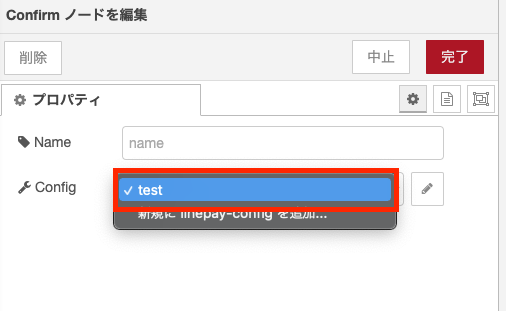 Confirm ノードを編集
削除
中止
完了
プロパティ
Name
name
Config
✓ test
新規に linepay-config を追加...